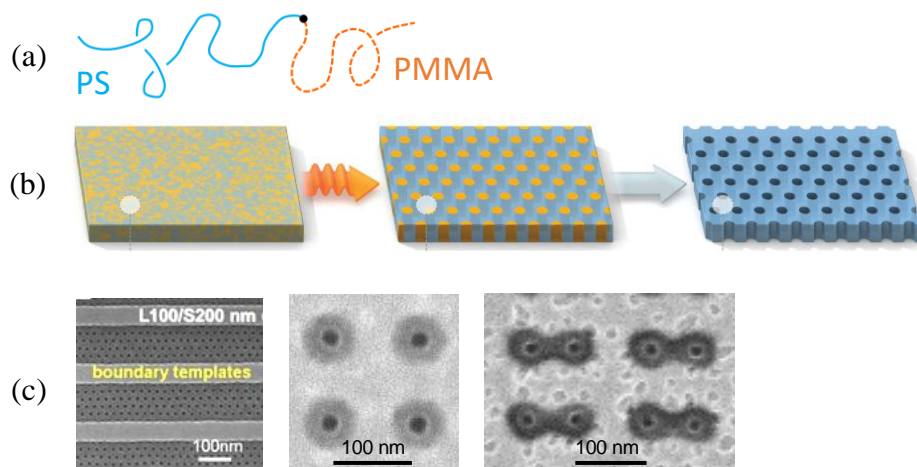 (a)
PS
PMMA
(b)
(c)
L100/S200 nm
boundary templates
100nm
100 nm
100 nm